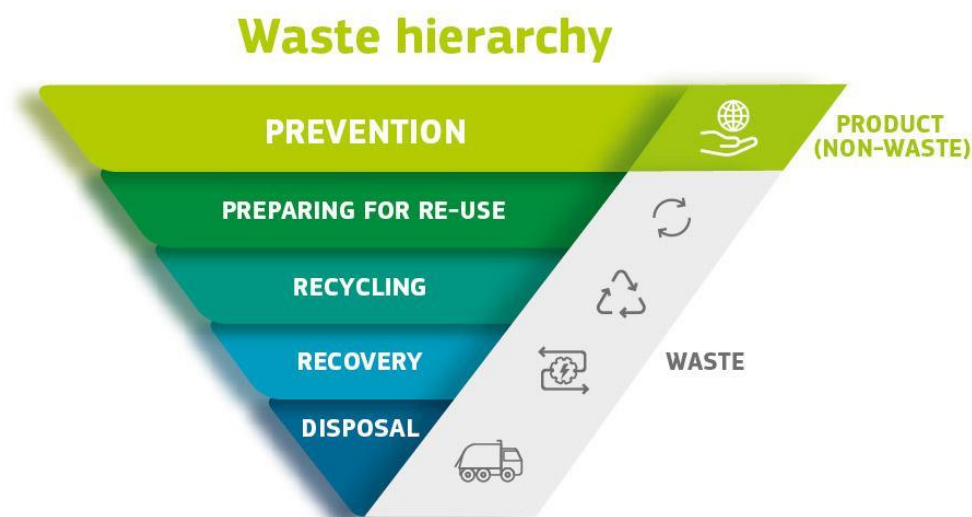 Waste hierarchy
PREVENTION
PRODUCT
(NON-WASTE)
PREPARING FOR RE-USE
RECYCLING
RECOVERY
WASTE
DISPOSAL